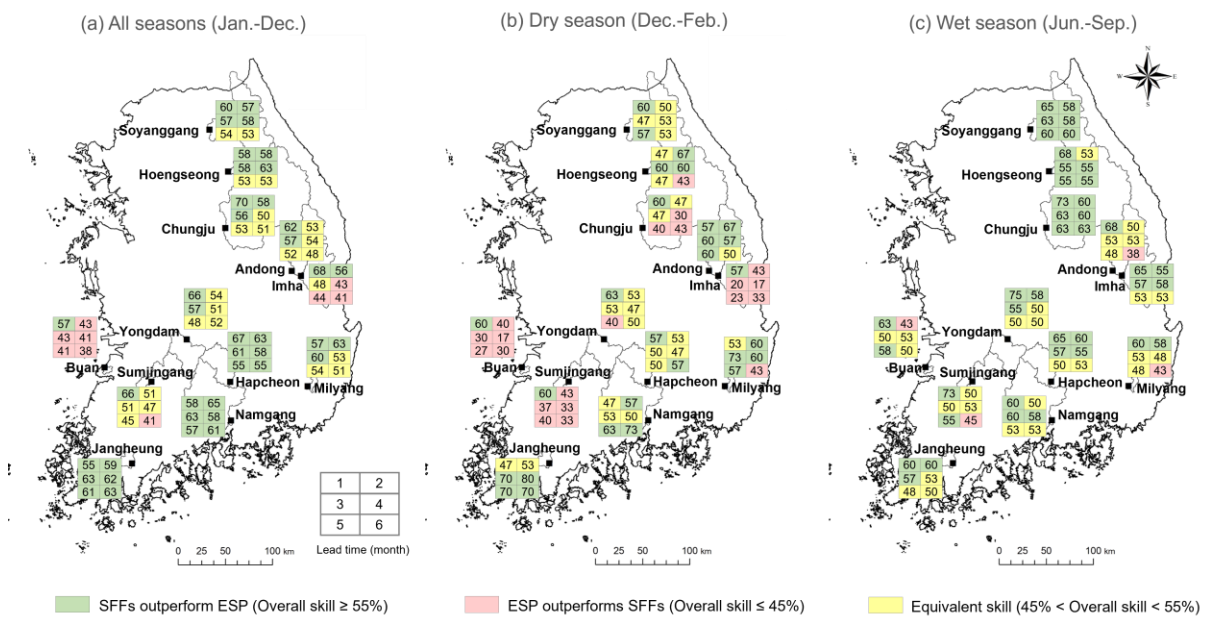 (a) All seasons (Jan.-Dec.)
60 57
57 58
54 53
Soyanggang
58 58
58 63
53 53
Hoengseong
70 58
56 50
53 51
Chungju
62 53
57 54
52 48
Andong
68 56
48 43
44 41
Imha
66 54
57 51
48 52
Yongdam
57 43
43 41
41 38
Buan
67 63
61 58
55 55
Hapcheon
57 63
60 53
54 51
Milyang
Sumjingang
66 51
51 47
45 41
58 65
63 58
57 61
Namgang
Jangheung
55 59
63 62
61 63
1 2
3 4
5 6
Lead time (month)
0 25 50 100 km
(b) Dry season (Dec.-Feb.)
60 50
47 53
57 53
Soyanggang
47 67
60 60
47 43
Hoengseong
60 47
47 30
40 43
Chungju
57 67
60 57
60 50
Andong
57 43
20 17
23 33
Imha
63 53
53 47
40 50
Yongdam
60 40
30 17
27 30
Buan
57 53
50 47
50 57
Hapcheon
53 60
73 60
57 43
Milyang
Sumjingang
60 43
37 33
40 33
47 57
53 50
63 73
Namgang
Jangheung
47 53
70 80
70 70
0 25 50 100 km
(c) Wet season (Jun.-Sep.)
N
W E
S
65 58
63 58
60 60
Soyanggang
68 53
55 55
55 55
Hoengseong
73 60
63 60
63 63
Chungju
68 50
53 53
48 38
Andong
65 55
57 58
53 53
Imha
75 58
55 50
50 50
Yongdam
63 43
50 53
58 50
Buan
65 60
57 55
50 53
Hapcheon
60 58
53 48
48 43
Milyang
Sumjingang
73 50
50 53
55 45
60 50
60 58
53 53
Namgang
Jangheung
60 60
57 53
48 50
0 25 50 100 km
SFFs outperform ESP (Overall skill ≥ 55%)
ESP outperforms SFFs (Overall skill ≤ 45%)
Equivalent skill (45% < Overall skill < 55%)